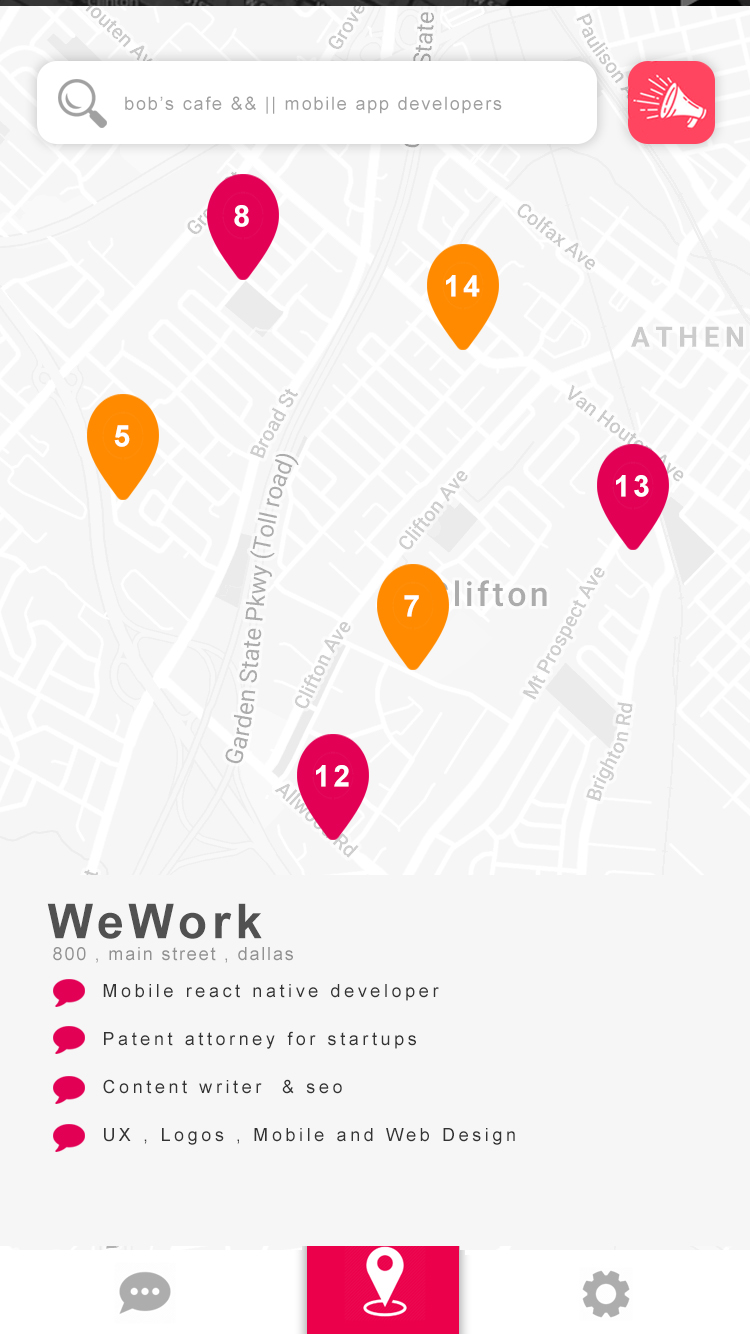 Houten Av
Grove
State
Paulison A
bob's cafe && || mobile app developers
8
Colfax Ave
14
ATHEN
Broad St
5
Van Houten Ave
13
Clifton Ave
Garden State Pkwy (Toll road)
7
lifton
Mt Prospect Ave
Clifton Ave
Brighton Rd
12
Allwood Rd
WeWork
800 , main street , dallas
Mobile react native developer
Patent attorney for startups
Content writer & seo
UX , Logos , Mobile and Web Design